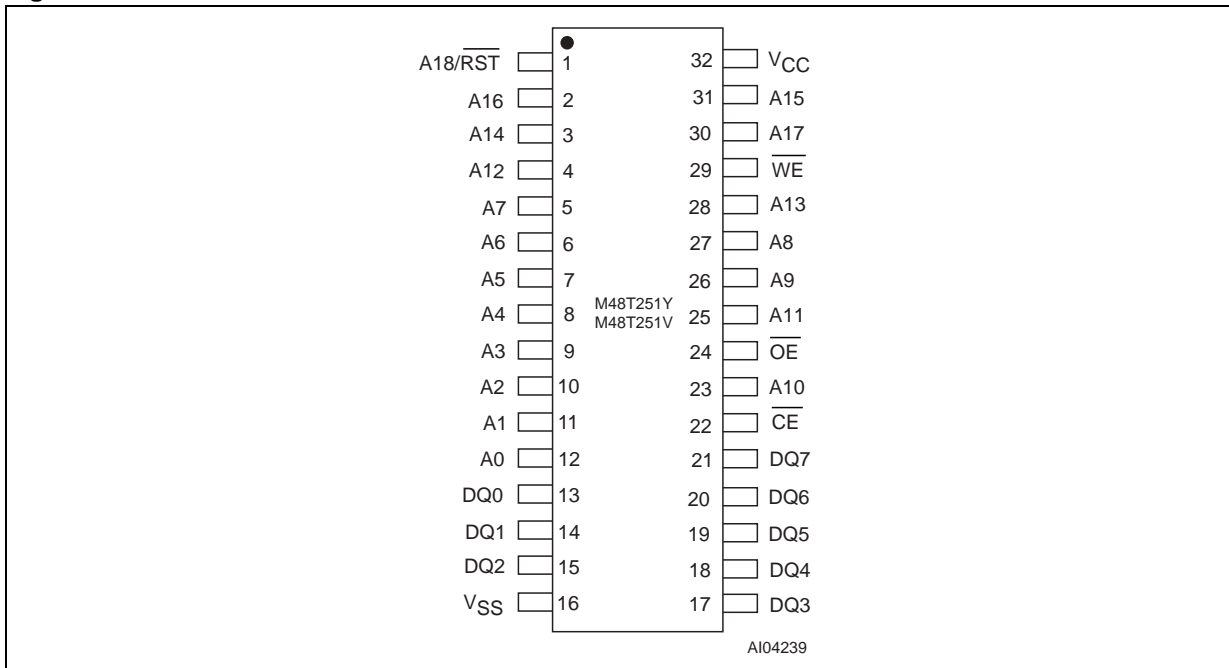 A18/RST 1 32 VCC
A16 2 31 A15
A14 3 30 A17
A12 4 29 WE
A7 5 28 A13
A6 6 27 A8
A5 7 26 A9
M48T251Y
A4 8 25 A11
M48T251V
A3 9 24 OE
A2 10 23 A10
A1 11 22 CE
A0 12 21 DQ7
DQ0 13 20 DQ6
DQ1 14 19 DQ5
DQ2 15 18 DQ4
VSS 16 17 DQ3
AI04239